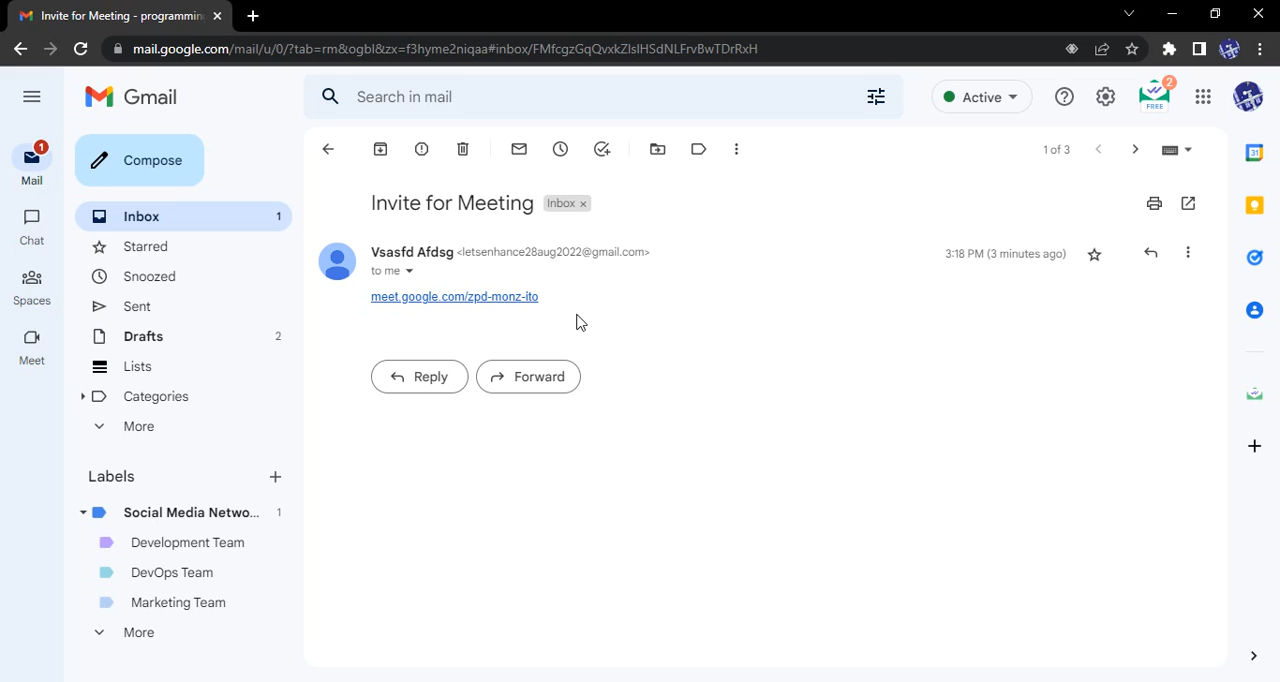 Invite for Meeting - programmin
mail.google.com/mail/u/0/?tab=rm&ogbl&zx=f3hyme2niqaa#inbox/FMfcgzGqQvxkZlslHSdNLFrvBwTDrRxH
Gmail
Search in mail
Active
2
FREE
1
Mail
Compose
1 of 3
31
Inbox 1
Invite for Meeting Inbox ×
Chat
Starred
Vsasfd Afdsg <letsenhance28aug2022@gmail.com> 3:18 PM (3 minutes ago)
to me
Snoozed
Spaces
meet.google.com/zpd-monz-ito
Sent
Drafts 2
Meet
Lists
Reply Forward
Categories
More
Labels
Social Media Netwo... 1
Development Team
DevOps Team
Marketing Team
More